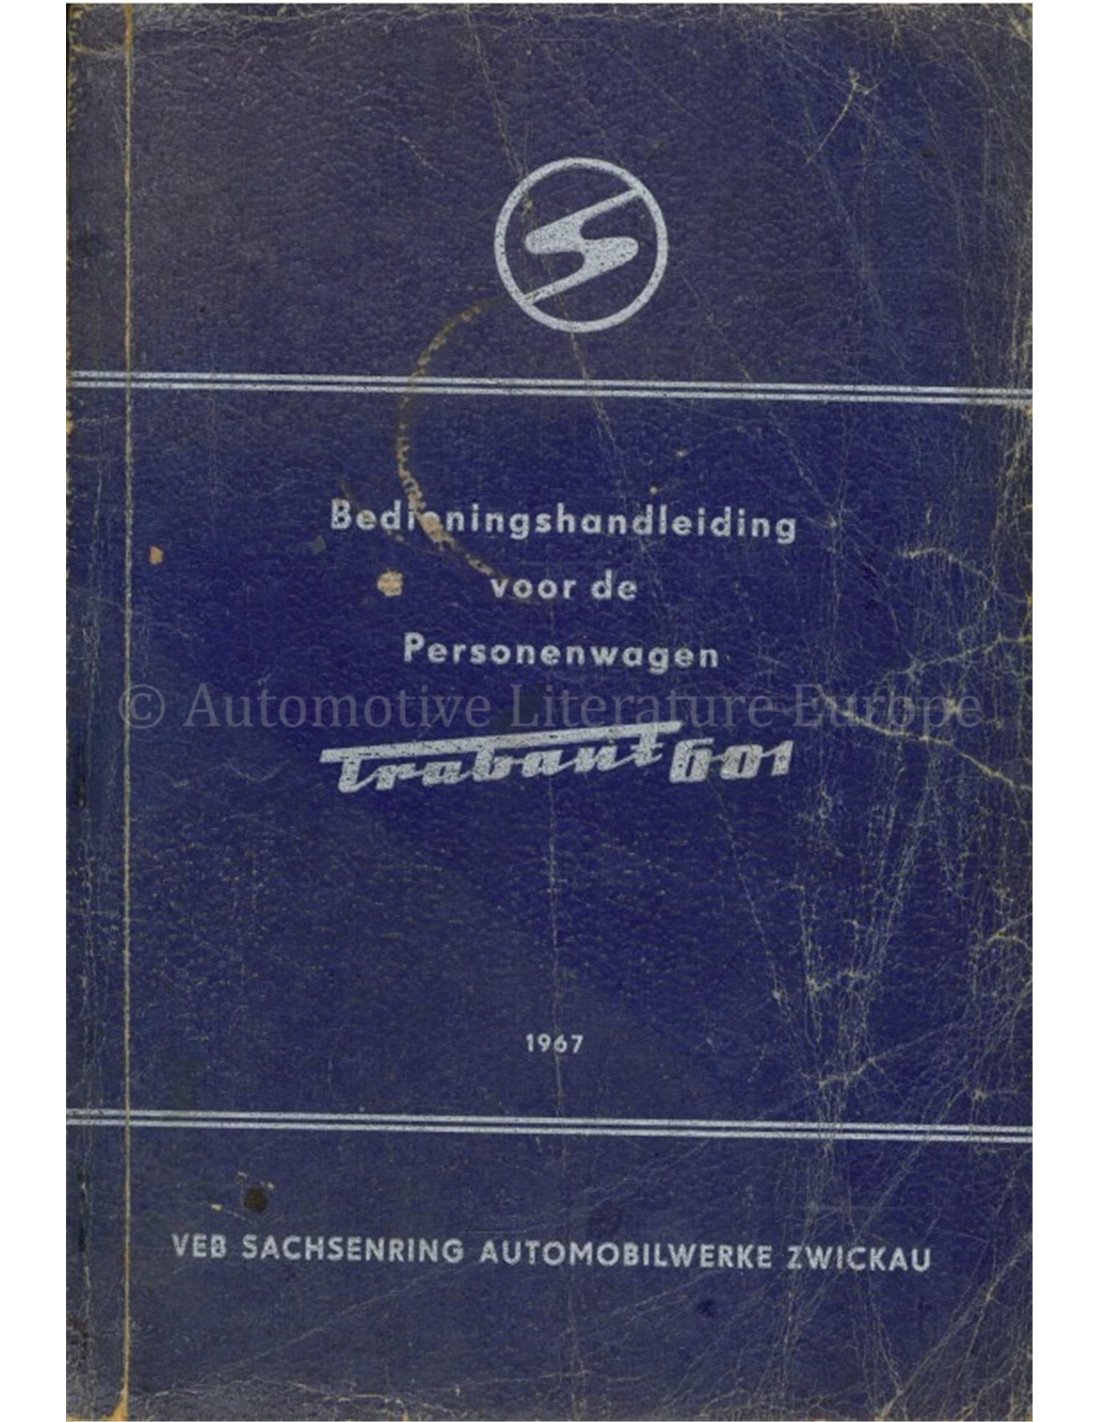 Bedieningshandleiding
voor de
Personenwagen
© Automotive Literature Europe
Trabant 601
1967
VEB SACHSENRING AUTOMOBILWERKE ZWICKAU